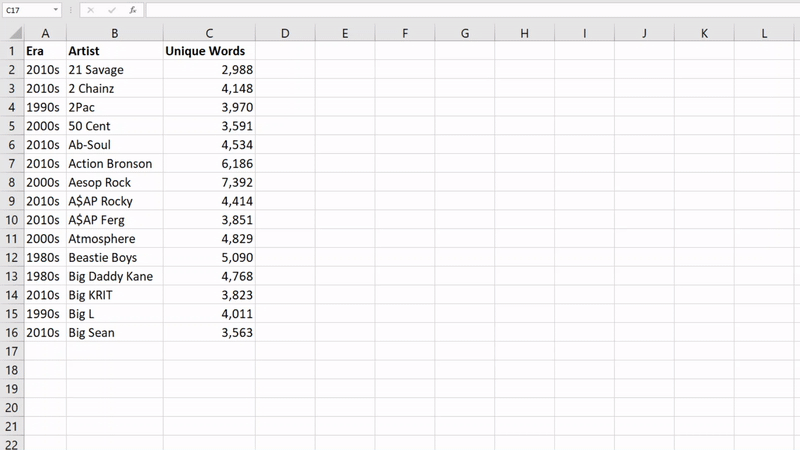 C17 fx
A B C D E F G H I J K L
1 Era Artist Unique Words
2 2010s 21 Savage 2,988
3 2010s 2 Chainz 4,148
4 1990s 2Pac 3,970
5 2000s 50 Cent 3,591
6 2010s Ab-Soul 4,534
7 2010s Action Bronson 6,186
8 2000s Aesop Rock 7,392
9 2010s A$AP Rocky 4,414
10 2010s A$AP Ferg 3,851
11 2000s Atmosphere 4,829
12 1980s Beastie Boys 5,090
13 1980s Big Daddy Kane 4,768
14 2010s Big KRIT 3,823
15 1990s Big L 4,011
16 2010s Big Sean 3,563
17
18
19
20
21
22